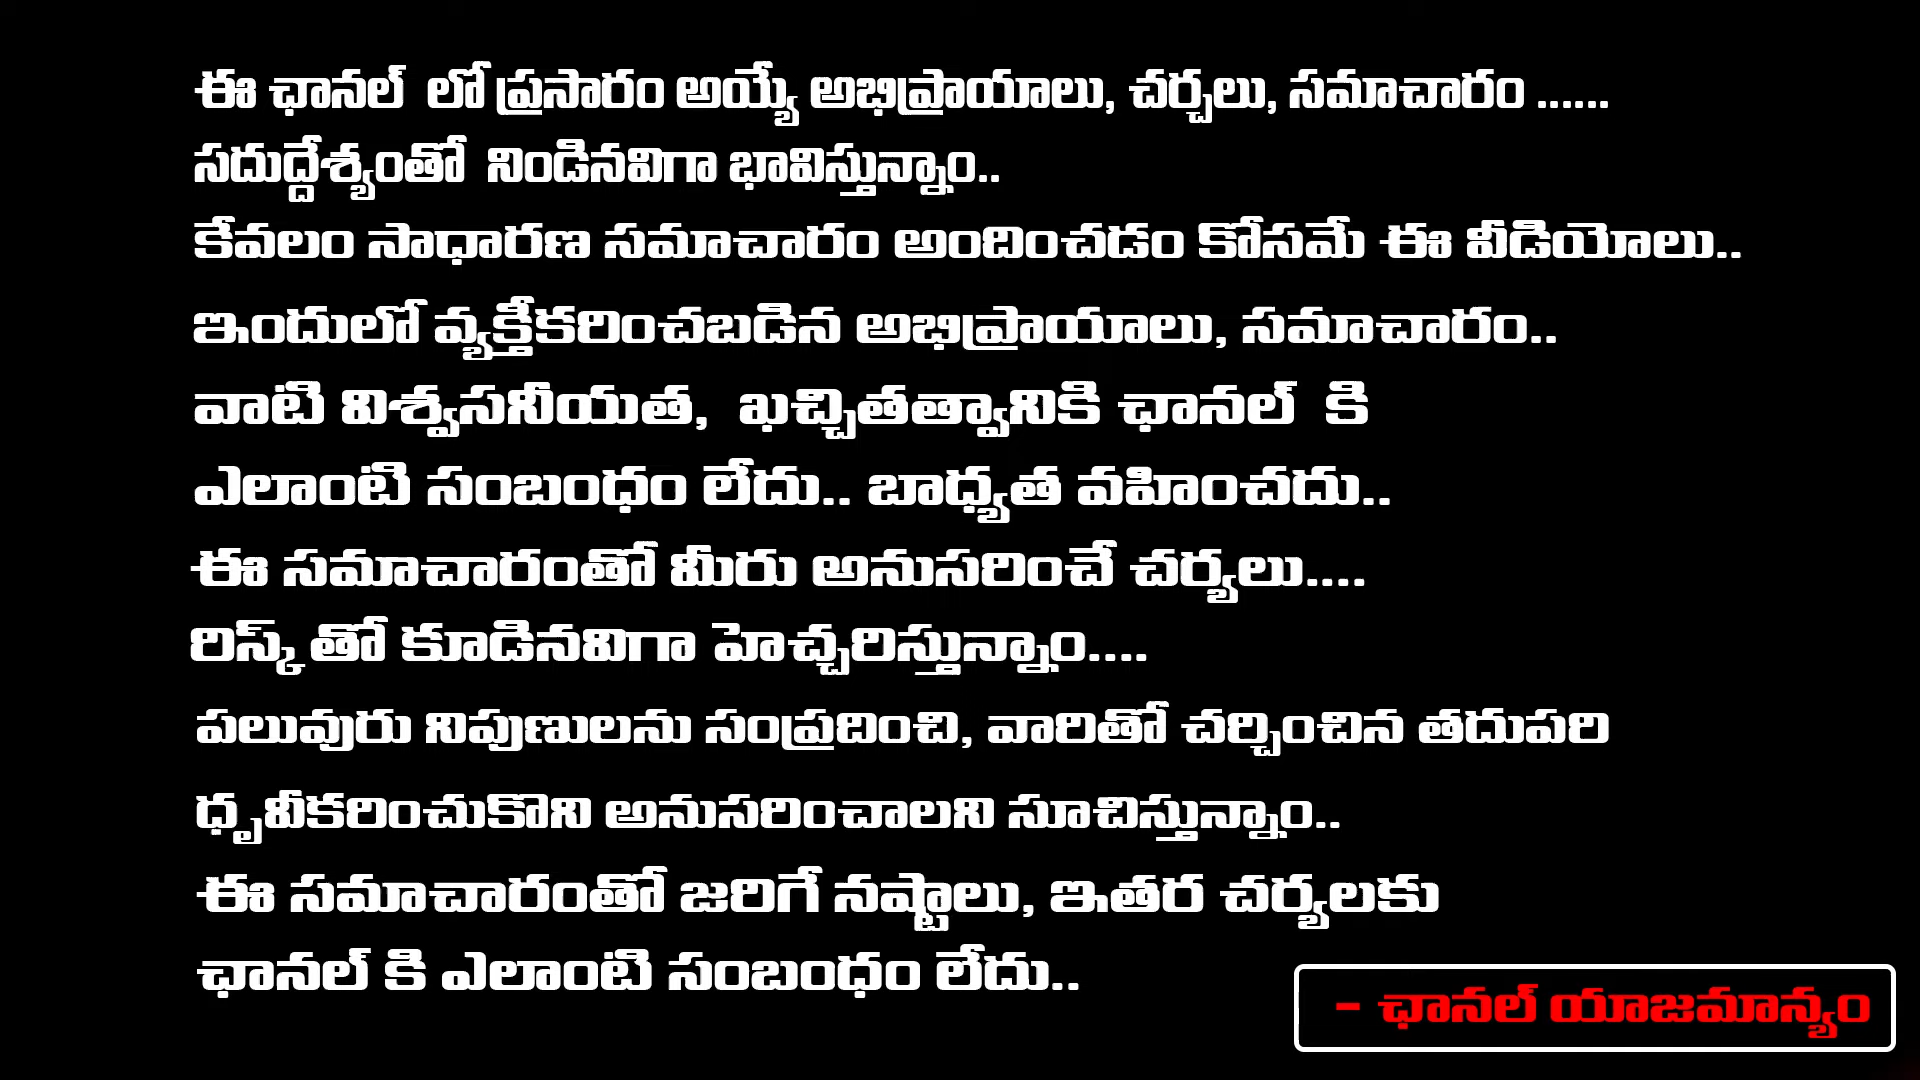 ఈ ఛానల్ లో ప్రసారం అయ్యే అభిప్రాయాలు, చర్చలు, సమాచారం ......
సదుద్దేశ్యంతో నిండినవిగా భావిస్తున్నాం..
కేవలం సాధారణ సమాచారం అందించడం కోసమే ఈ వీడియోలు..
ఇందులో వ్యక్తీకరించబడిన అభిప్రాయాలు, సమాచారం..
వాటి విశ్వసనీయత, ఖచ్చితత్వానికి ఛానల్ కి
ఎలాంటి సంబంధం లేదు.. బాధ్యత వహించదు..
ఈ సమాచారంతో మీరు అనుసరించే చర్యలు....
రిస్క్ తో కూడినవిగా హెచ్చరిస్తున్నాం....
పలువురు నిపుణులను సంప్రదించి, వారితో చర్చించిన తదుపరి
ధృవీకరించుకొని అనుసరించాలని సూచిస్తున్నాం..
ఈ సమాచారంతో జరిగే నష్టాలు, ఇతర చర్యలకు
ఛానల్ కి ఎలాంటి సంబంధం లేదు..
- ఛానల్ యాజమాన్యం